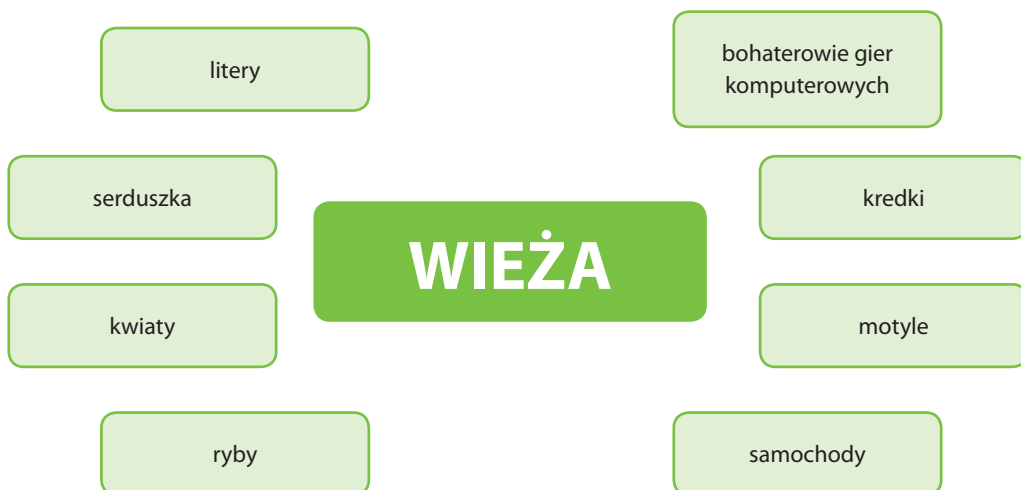 litery
bohaterowie gier
komputerowych
serduszka
kredki
WIEŻA
kwiaty
motyle
ryby
samochody